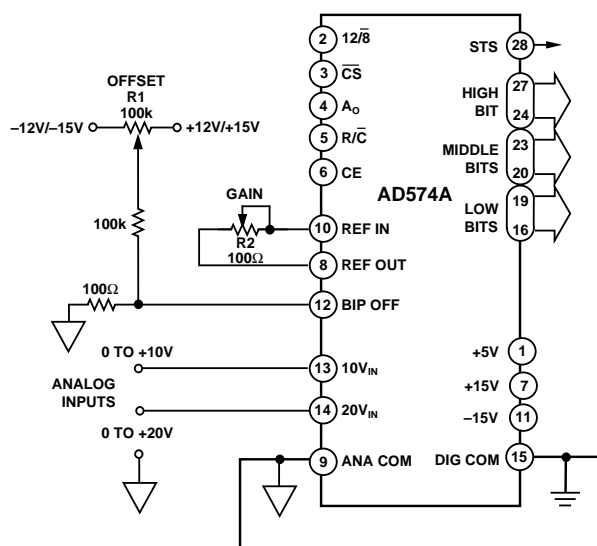 2 12/8̅
STS 28
3 C̅S̅
OFFSET
R1
100k
HIGH
BIT
27
24
4 AO
–12V/–15V
+12V/+15V
5 R/C̅
MIDDLE
BITS
23
20
6 CE
AD574A
GAIN
LOW
BITS
19
16
100k
R2
100Ω
10 REF IN
8 REF OUT
100Ω
12 BIP OFF
0 TO +10V
+5V 1
13 10VIN
+15V 7
ANALOG
INPUTS
14 20VIN
–15V 11
0 TO +20V
9 ANA COM
DIG COM 15